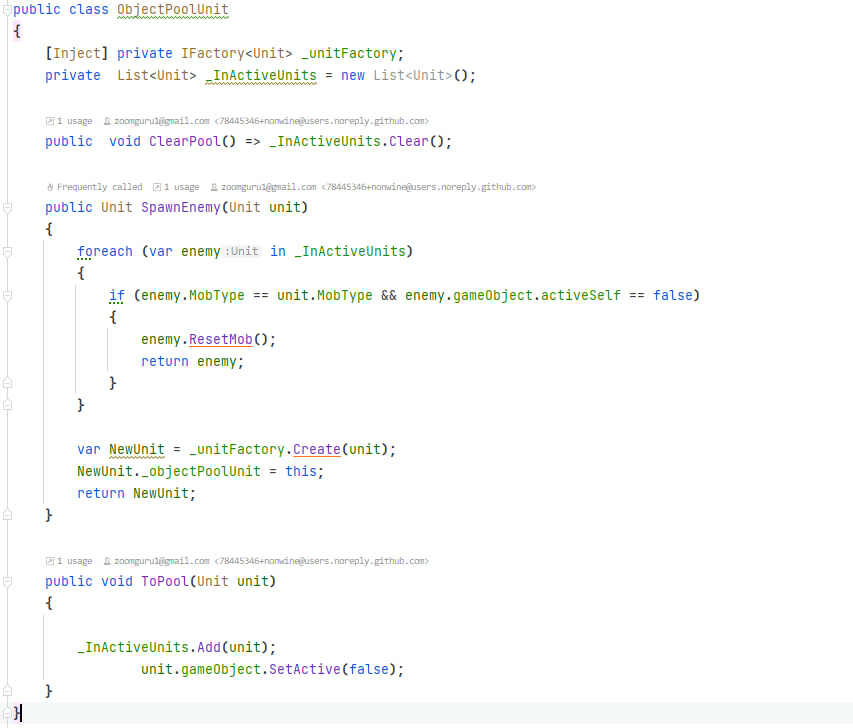 public class ObjectPoolUnit
{
[Inject] private IFactory<Unit> _unitFactory;
private  List<Unit> _InActiveUnits = new List<Unit>();
1 usage zoomguru1@gmail.com <78445346+nonwine@users.noreply.github.com>
public  void ClearPool() => _InActiveUnits.Clear();
Frequently called 1 usage zoomguru1@gmail.com <78445346+nonwine@users.noreply.github.com>
public Unit SpawnEnemy(Unit unit)
{
foreach (var enemy :Unit in _InActiveUnits)
{
if (enemy.MobType == unit.MobType && enemy.gameObject.activeSelf == false)
{
enemy.ResetMob();
return enemy;
}
}
var NewUnit = _unitFactory.Create(unit);
NewUnit._objectPoolUnit = this;
return NewUnit;
}
1 usage zoomguru1@gmail.com <78445346+nonwine@users.noreply.github.com>
public void ToPool(Unit unit)
{
_InActiveUnits.Add(unit);
unit.gameObject.SetActive(false);
}
}